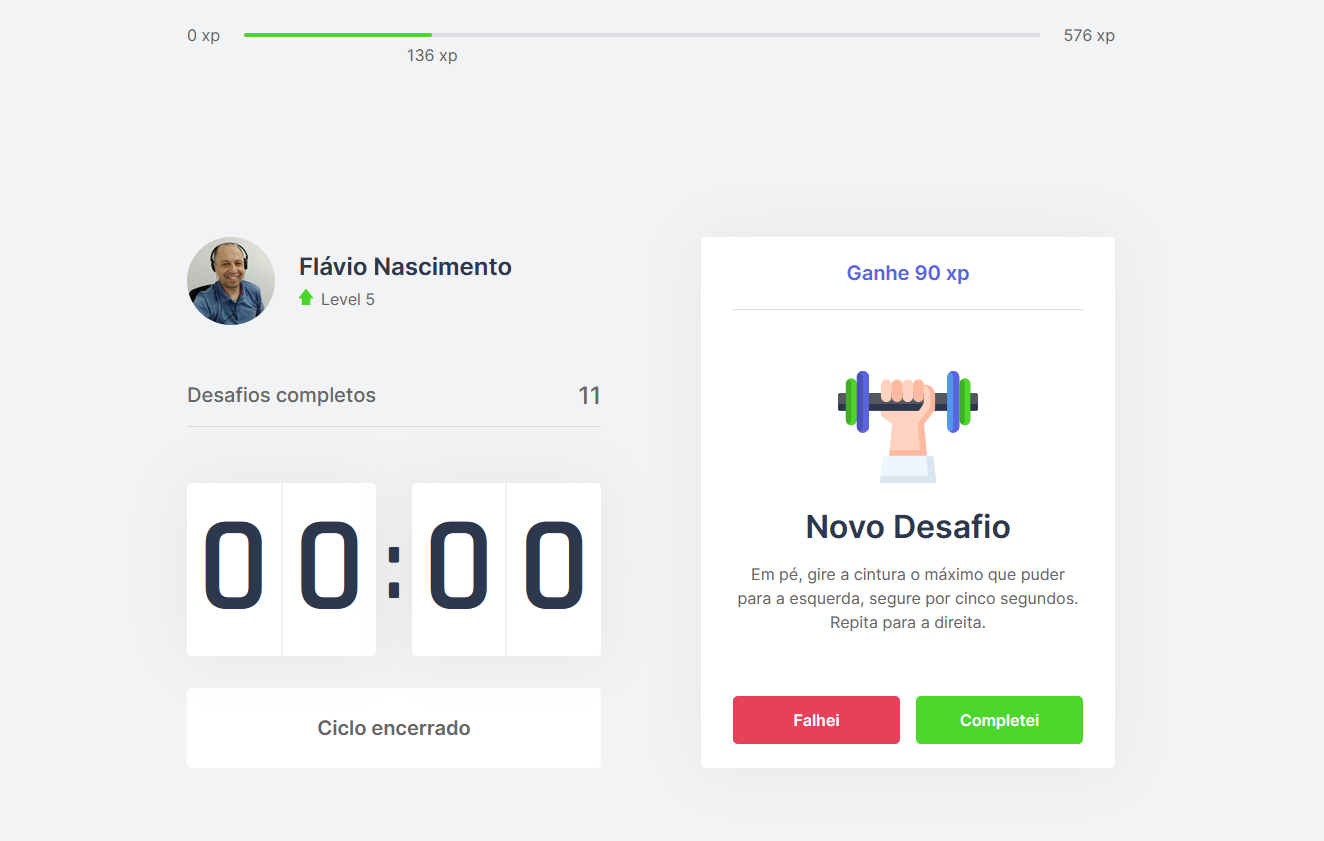 0 xp
576 xp
136 xp
Flávio Nascimento
Level 5
Desafios completos
11
00:00
Ciclo encerrado
Ganhe 90 xp
Novo Desafio
Em pé, gire a cintura o máximo que puder
para a esquerda, segure por cinco segundos.
Repita para a direita.
Falhei
Completei